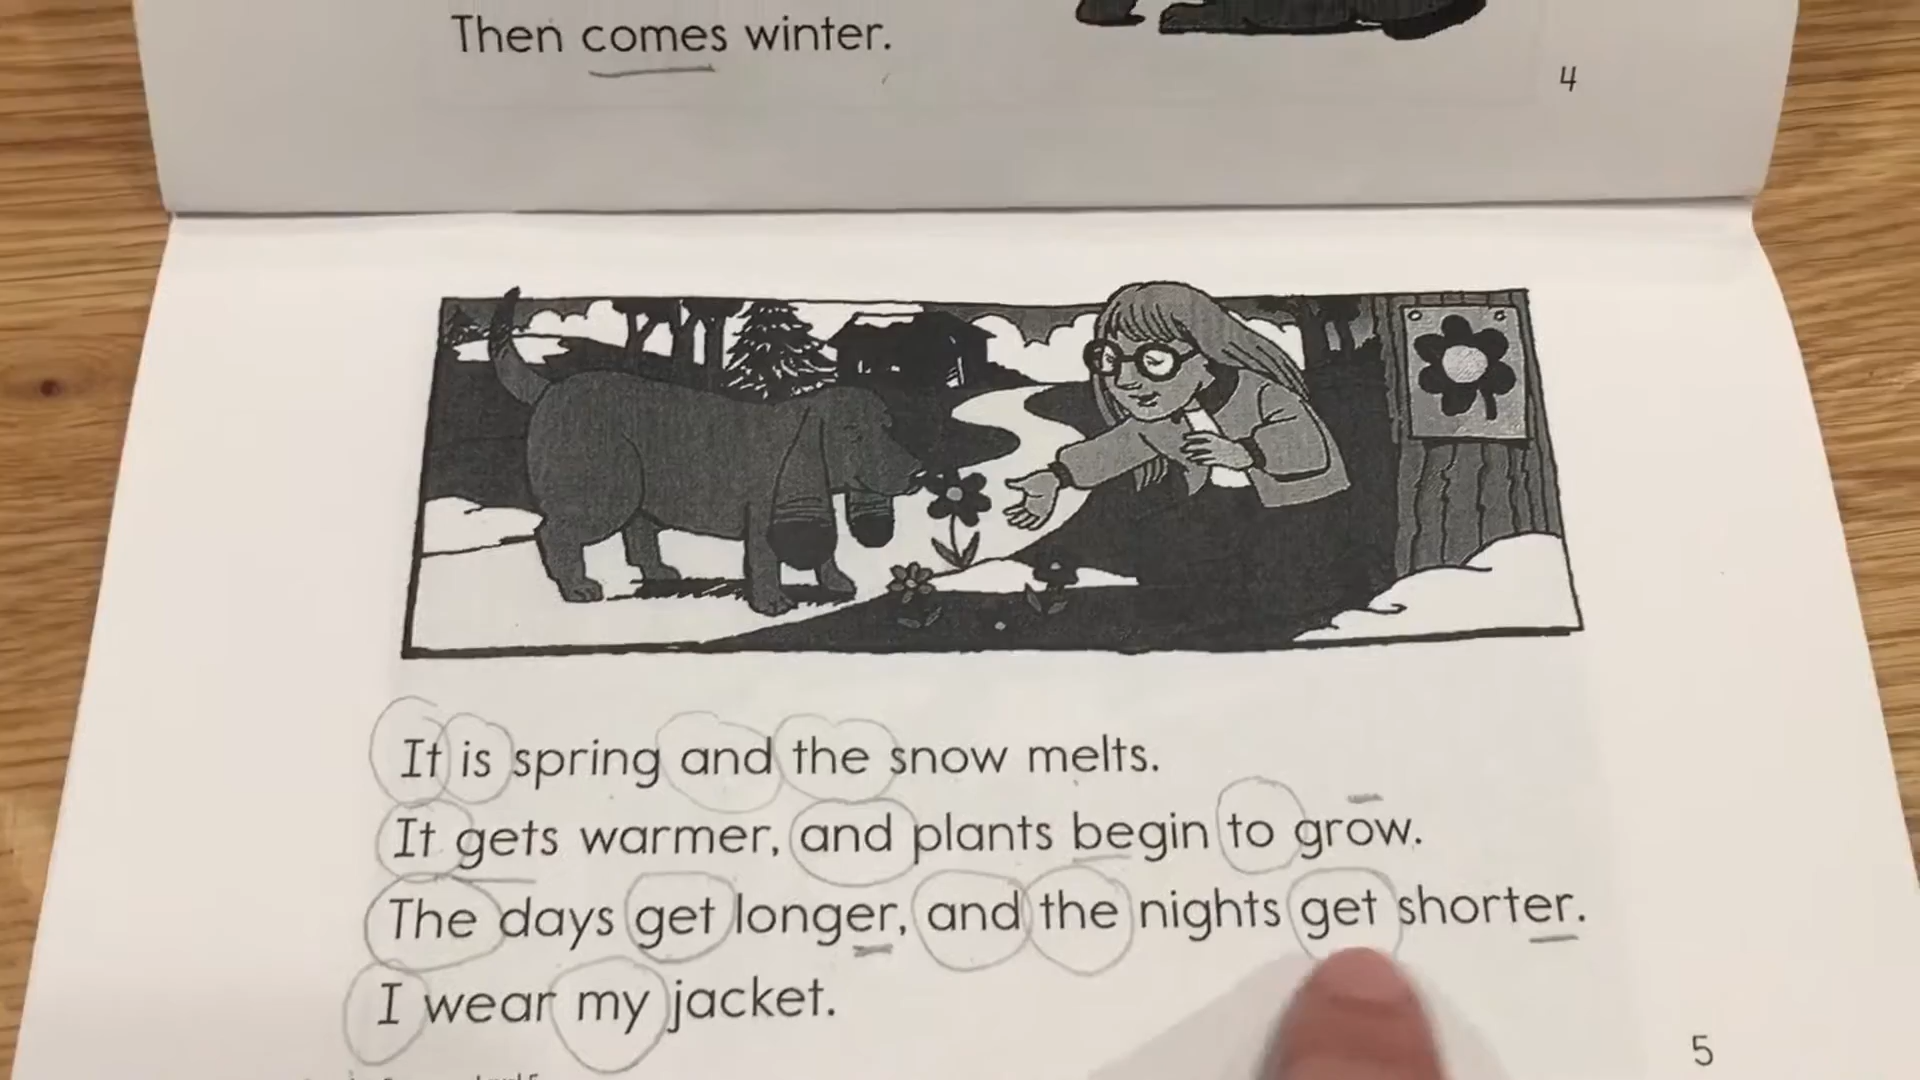 Then comes winter.
4
It is spring and the snow melts.
It gets warmer, and plants begin to grow.
The days get longer, and the nights get shorter.
I wear my jacket.
5